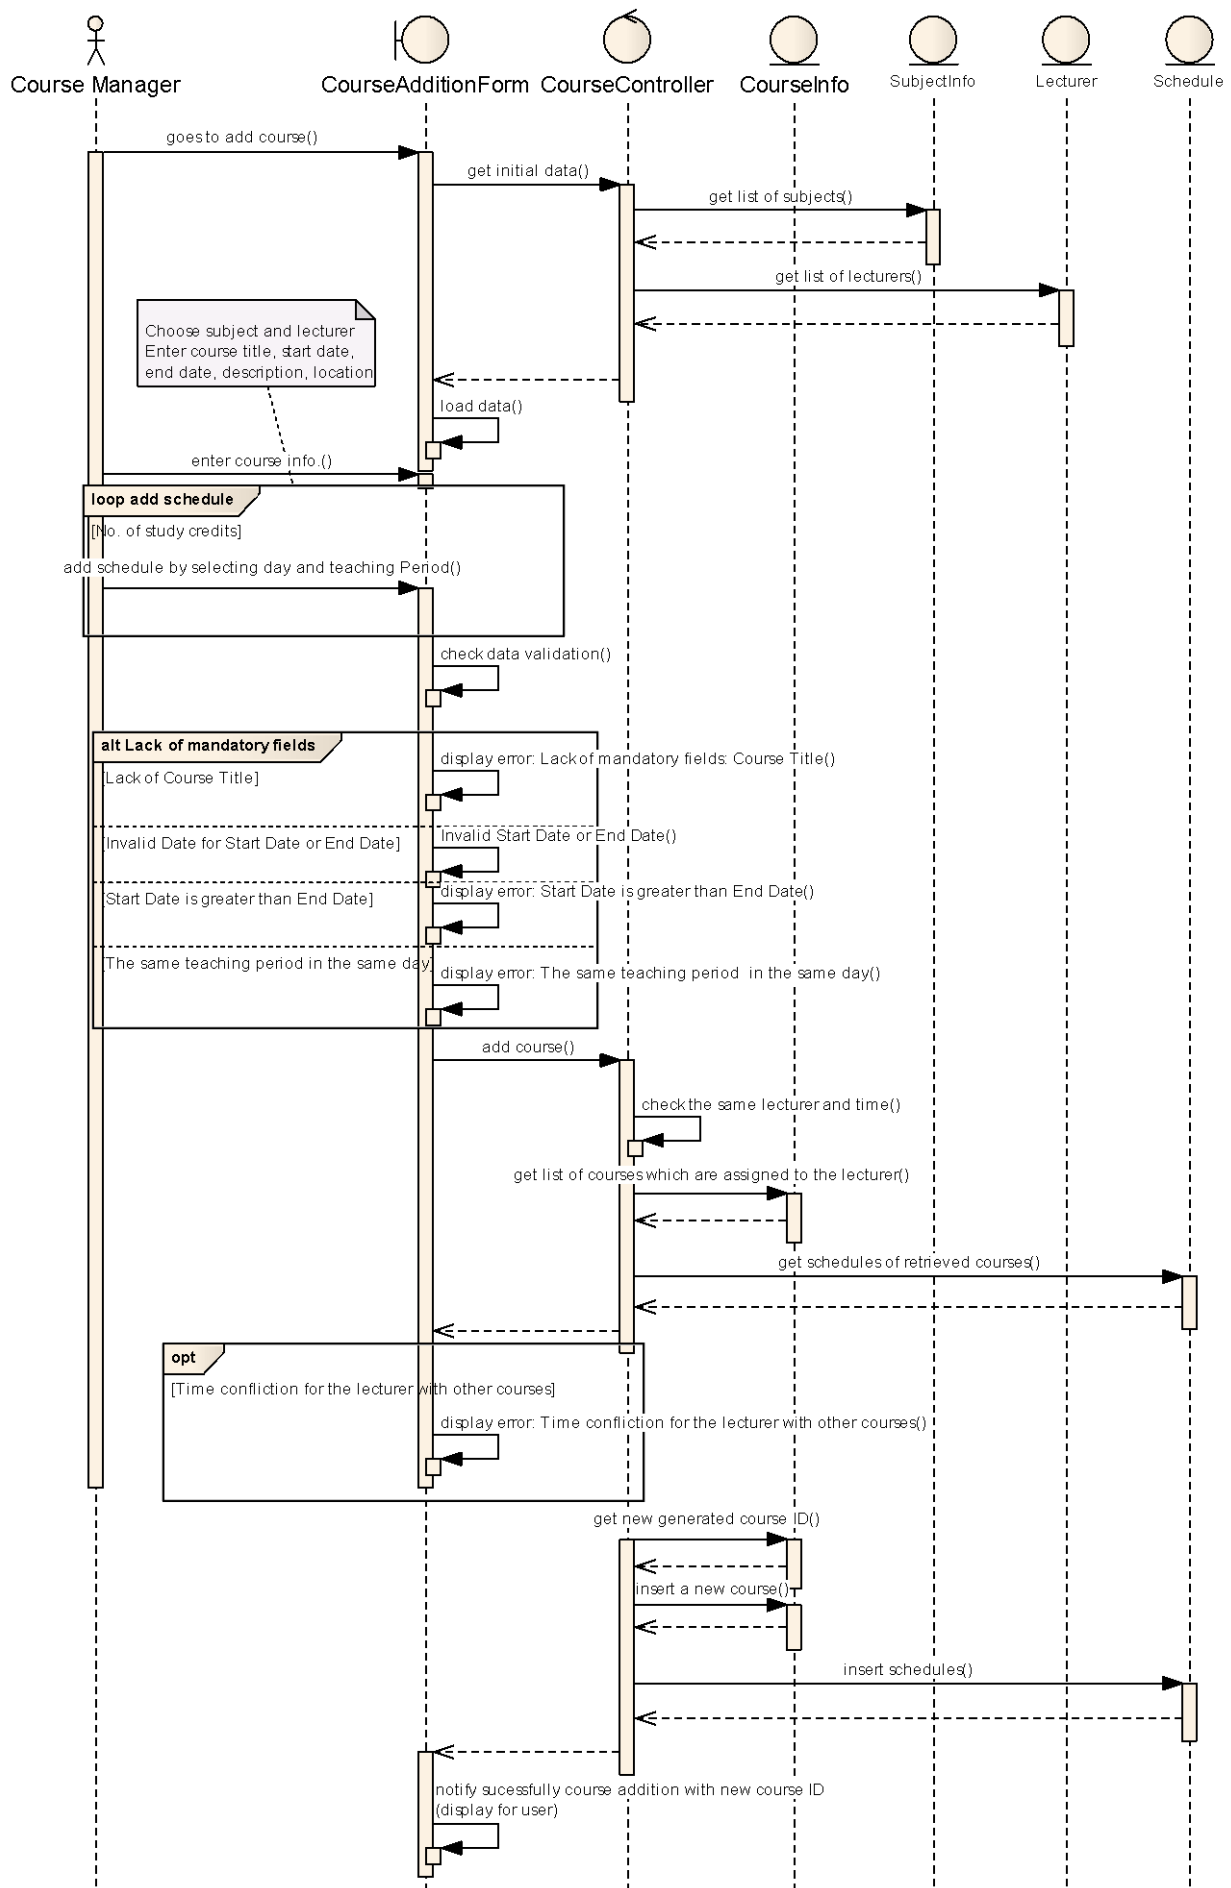 Course Manager
CourseAdditionForm
CourseController
CourseInfo
SubjectInfo
Lecturer
Schedule
goes to add course()
get initial data()
get list of subjects()
get list of lecturers()
Choose subject and lecturer
Enter course title, start date,
end date, description, location
load data()
enter course info.()
loop add schedule
[No. of study credits]
add schedule by selecting day and teaching Period()
check data validation()
alt Lack of mandatory fields
display error: Lack of mandatory fields: Course Title()
[Lack of Course Title]
Invalid Start Date or End Date()
[Invalid Date for Start Date or End Date]
display error: Start Date is greater than End Date()
[Start Date is greater than End Date]
[The same teaching period in the same day]
display error: The same teaching period  in the same day()
add course()
check the same lecturer and time()
get list of courses which are assigned to the lecturer()
get schedules of retrieved courses()
opt
[Time confliction for the lecturer with other courses]
display error: Time confliction for the lecturer with other courses()
get new generated course ID()
insert a new course()
insert schedules()
notify sucessfully course addition with new course ID
(display for user)